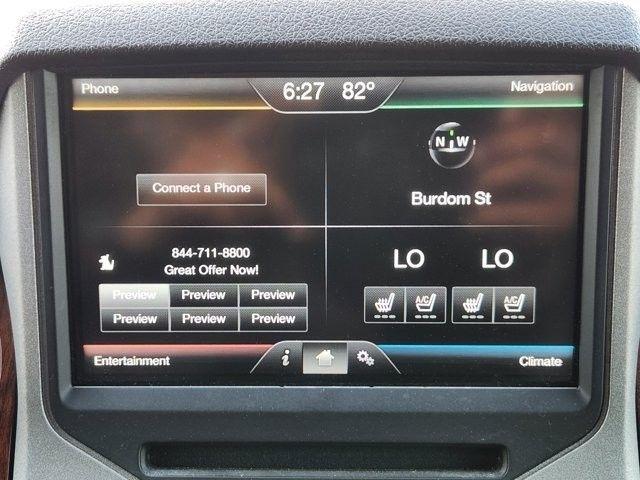 Phone
6:27 82°
Navigation
N W
Connect a Phone
Burdom St
844-711-8800
Great Offer Now!
LO LO
Preview Preview Preview
Preview Preview Preview
A/C A/C
Entertainment
i
Climate